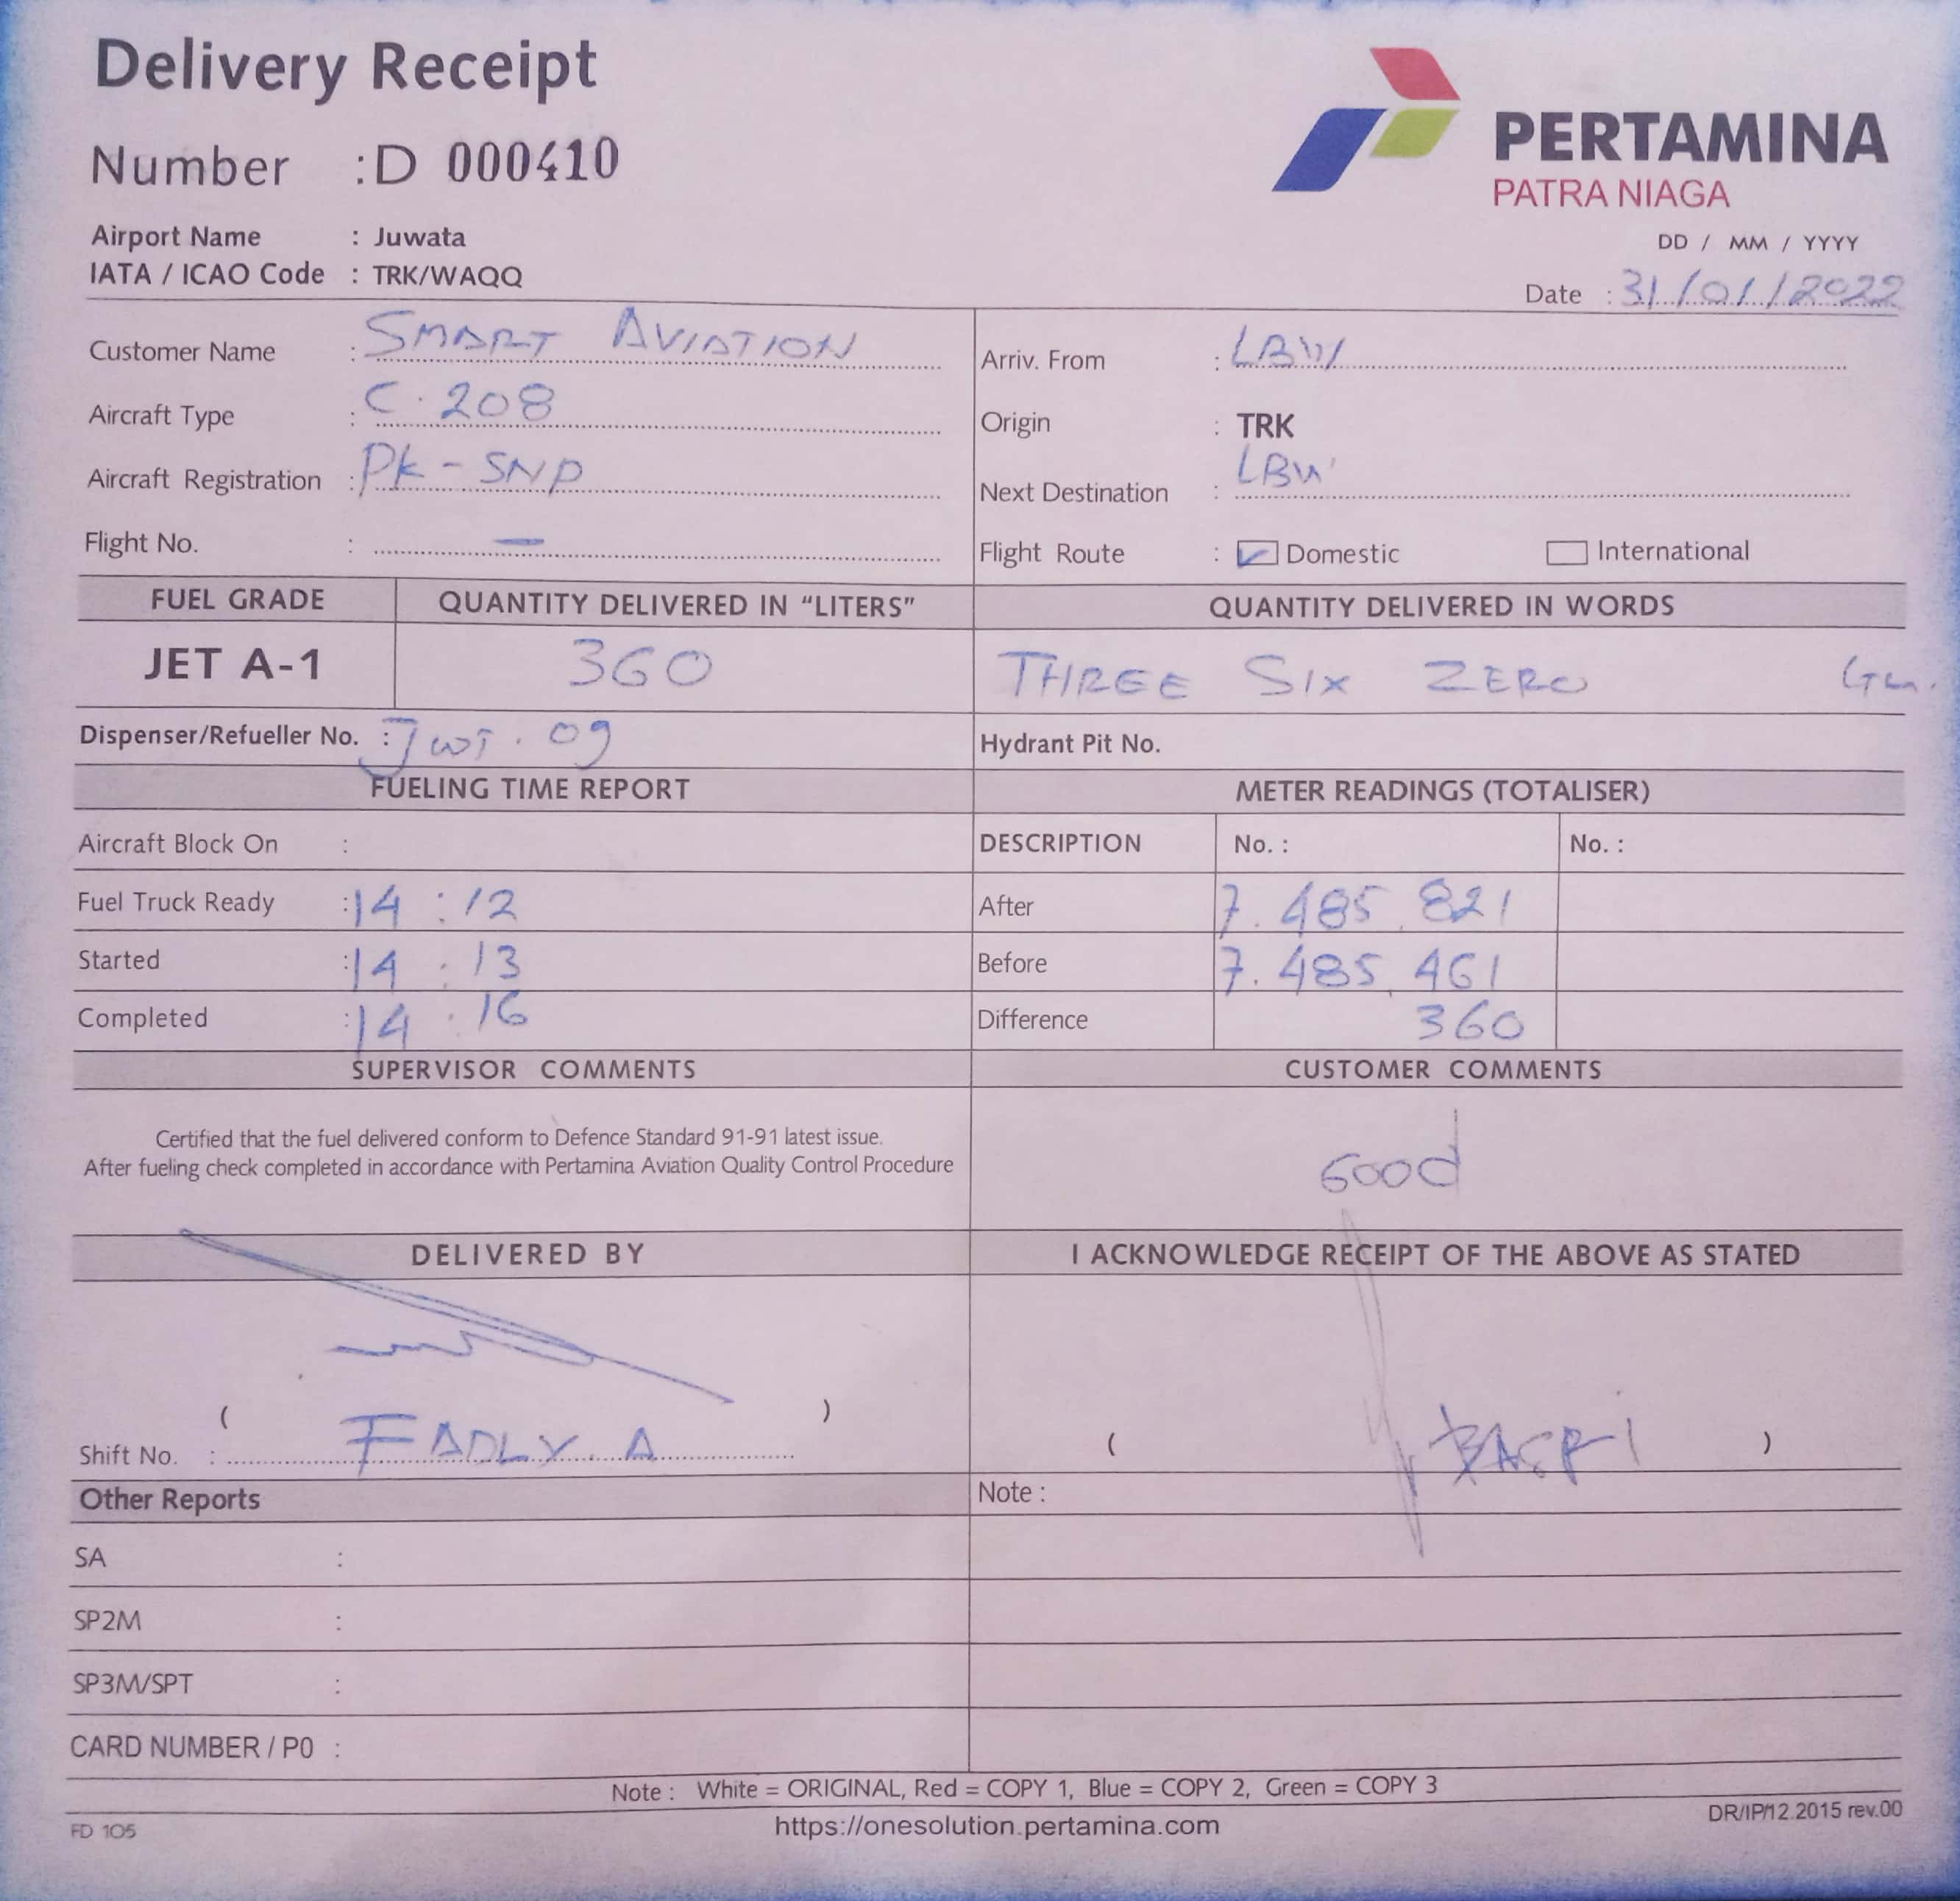 Delivery Receipt
Number : D 000410
PERTAMINA
PATRA NIAGA
Airport Name : Juwata
IATA / ICAO Code : TRK/WAQQ
DD / MM / YYYY
Date : 31/01/2022
Customer Name : SMART AVIATION
Arriv. From : LBW
Aircraft Type : C.208
Origin : TRK
Aircraft Registration : PK-SNP
Next Destination : LBW
Flight No. : —
Flight Route : Domestic International
FUEL GRADE QUANTITY DELIVERED IN “LITERS” QUANTITY DELIVERED IN WORDS
JET A-1 360 THREE SIX ZERO
Dispenser/Refueller No. : JWT. 09 Hydrant Pit No.
FUELING TIME REPORT METER READINGS (TOTALISER)
Aircraft Block On : DESCRIPTION No. : No. :
Fuel Truck Ready : 14 : 12 After 7.485.821
Started : 14 : 13 Before 7.485.461
Completed : 14 : 16 Difference 360
SUPERVISOR COMMENTS CUSTOMER COMMENTS
Certified that the fuel delivered conform to Defence Standard 91-91 latest issue.
After fueling check completed in accordance with Pertamina Aviation Quality Control Procedure
Good
DELIVERED BY I ACKNOWLEDGE RECEIPT OF THE ABOVE AS STATED
( )
Shift No. : FADLY. A
( )
Other Reports Note :
SA :
SP2M :
SP3M/SPT :
CARD NUMBER / P0 :
Note : White = ORIGINAL, Red = COPY 1, Blue = COPY 2, Green = COPY 3
FD 105 https://onesolution.pertamina.com DR/IP/12.2015 rev.00